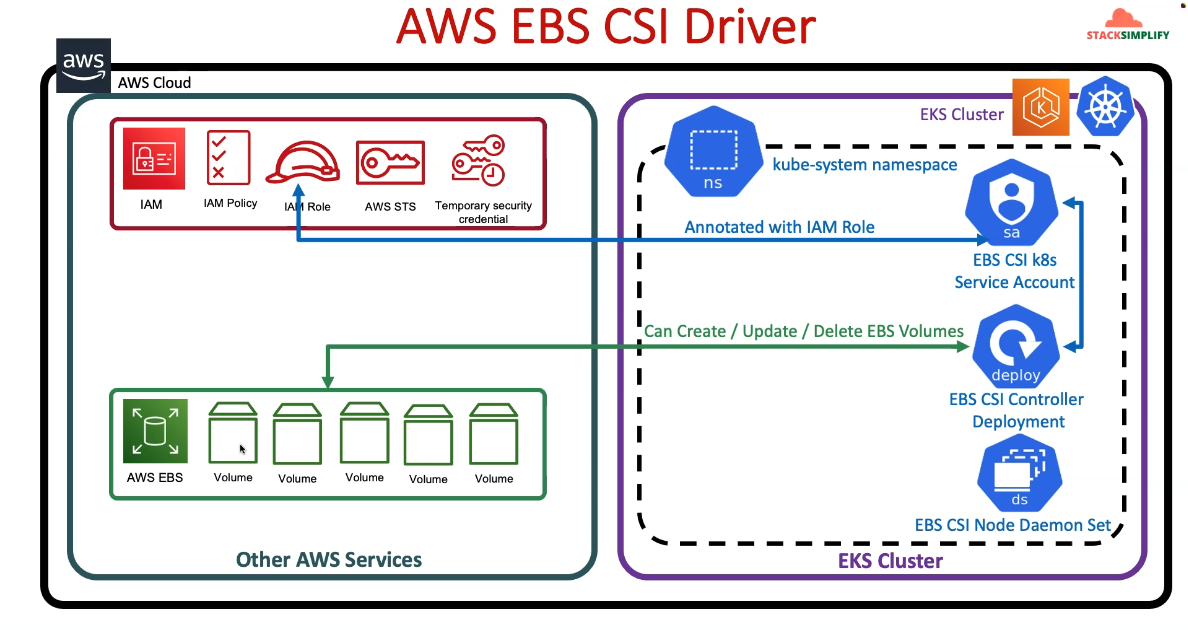 AWS EBS CSI Driver
STACKSIMPLIFY
aws
AWS Cloud
IAM
IAM Policy
IAM Role
AWS STS
Temporary security
credential
EKS Cluster
K
ns
kube-system namespace
sa
Annotated with IAM Role
EBS CSI k8s
Service Account
Can Create / Update / Delete EBS Volumes
deploy
EBS CSI Controller
Deployment
AWS EBS
Volume
Volume
Volume
Volume
Volume
ds
EBS CSI Node Daemon Set
Other AWS Services
EKS Cluster